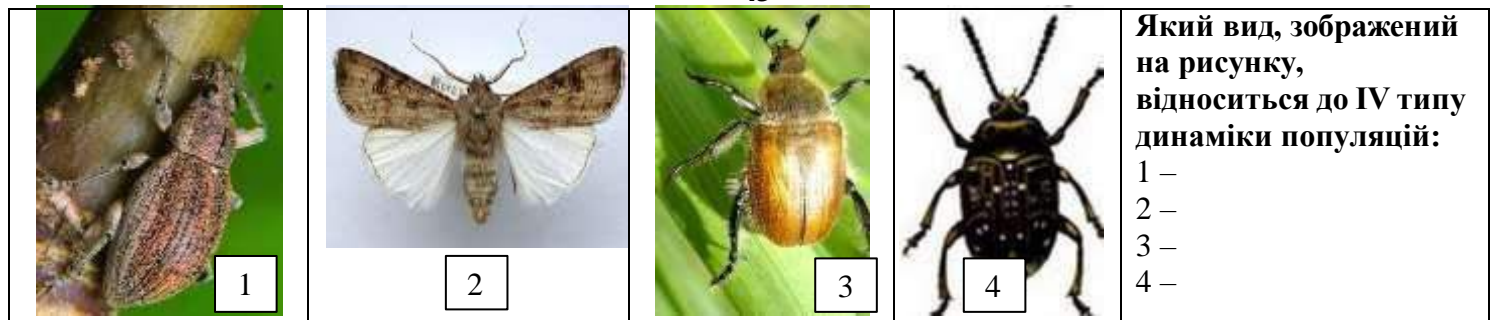 1
2
3
4
Який вид, зображений
на рисунку,
відноситься до IV типу
динаміки популяцій:
1 –
2 –
3 –
4 –